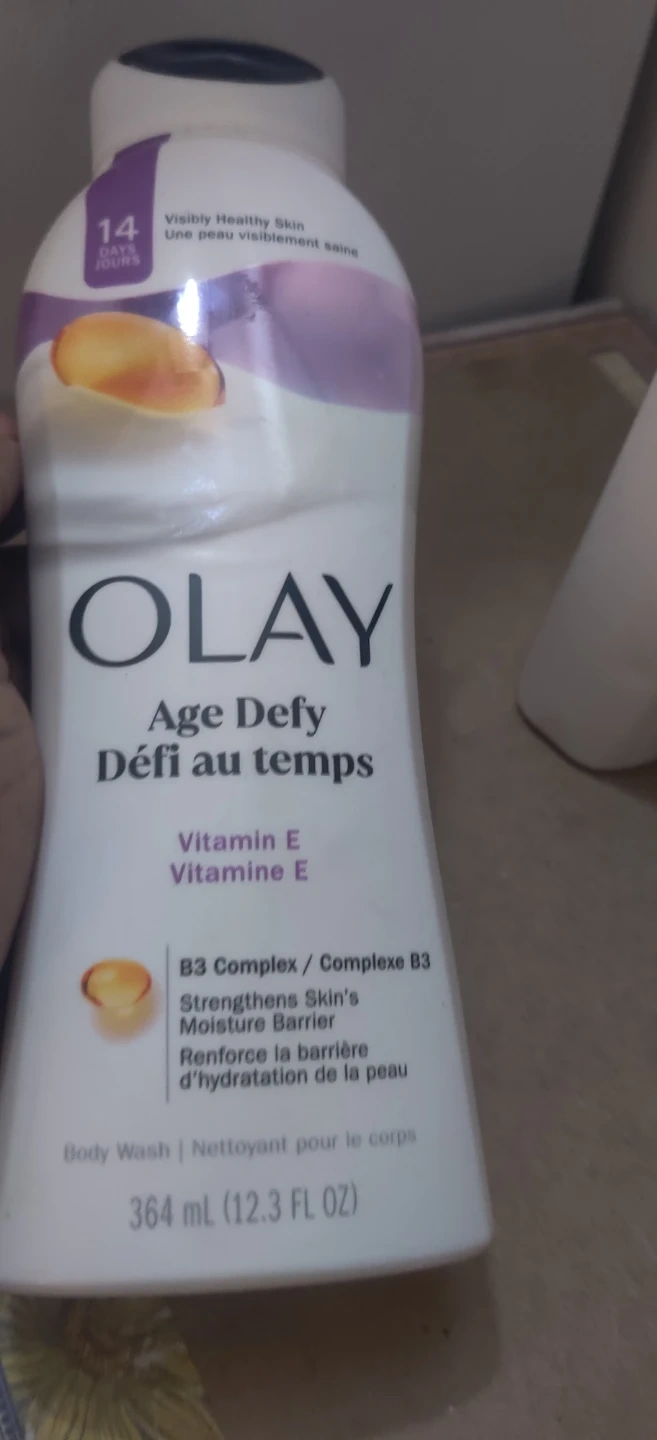 14
DAYS
JOURS
Visibly Healthy Skin
Une peau visiblement saine
OLAY
Age Defy
Défi au temps
Vitamin E
Vitamine E
B3 Complex / Complexe B3
Strengthens Skin's
Moisture Barrier
Renforce la barrière
d'hydratation de la peau
Body Wash | Nettoyant pour le corps
364 mL (12.3 FL OZ)